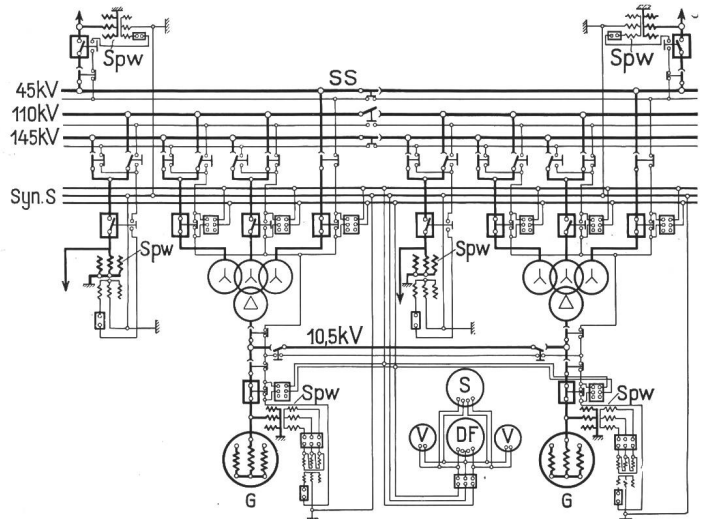 Spw
Spw
SS
45kV
110kV
145kV
Syn.S
Spw
Spw
10,5kV
Spw
S
Spw
V
DF
V
G
G